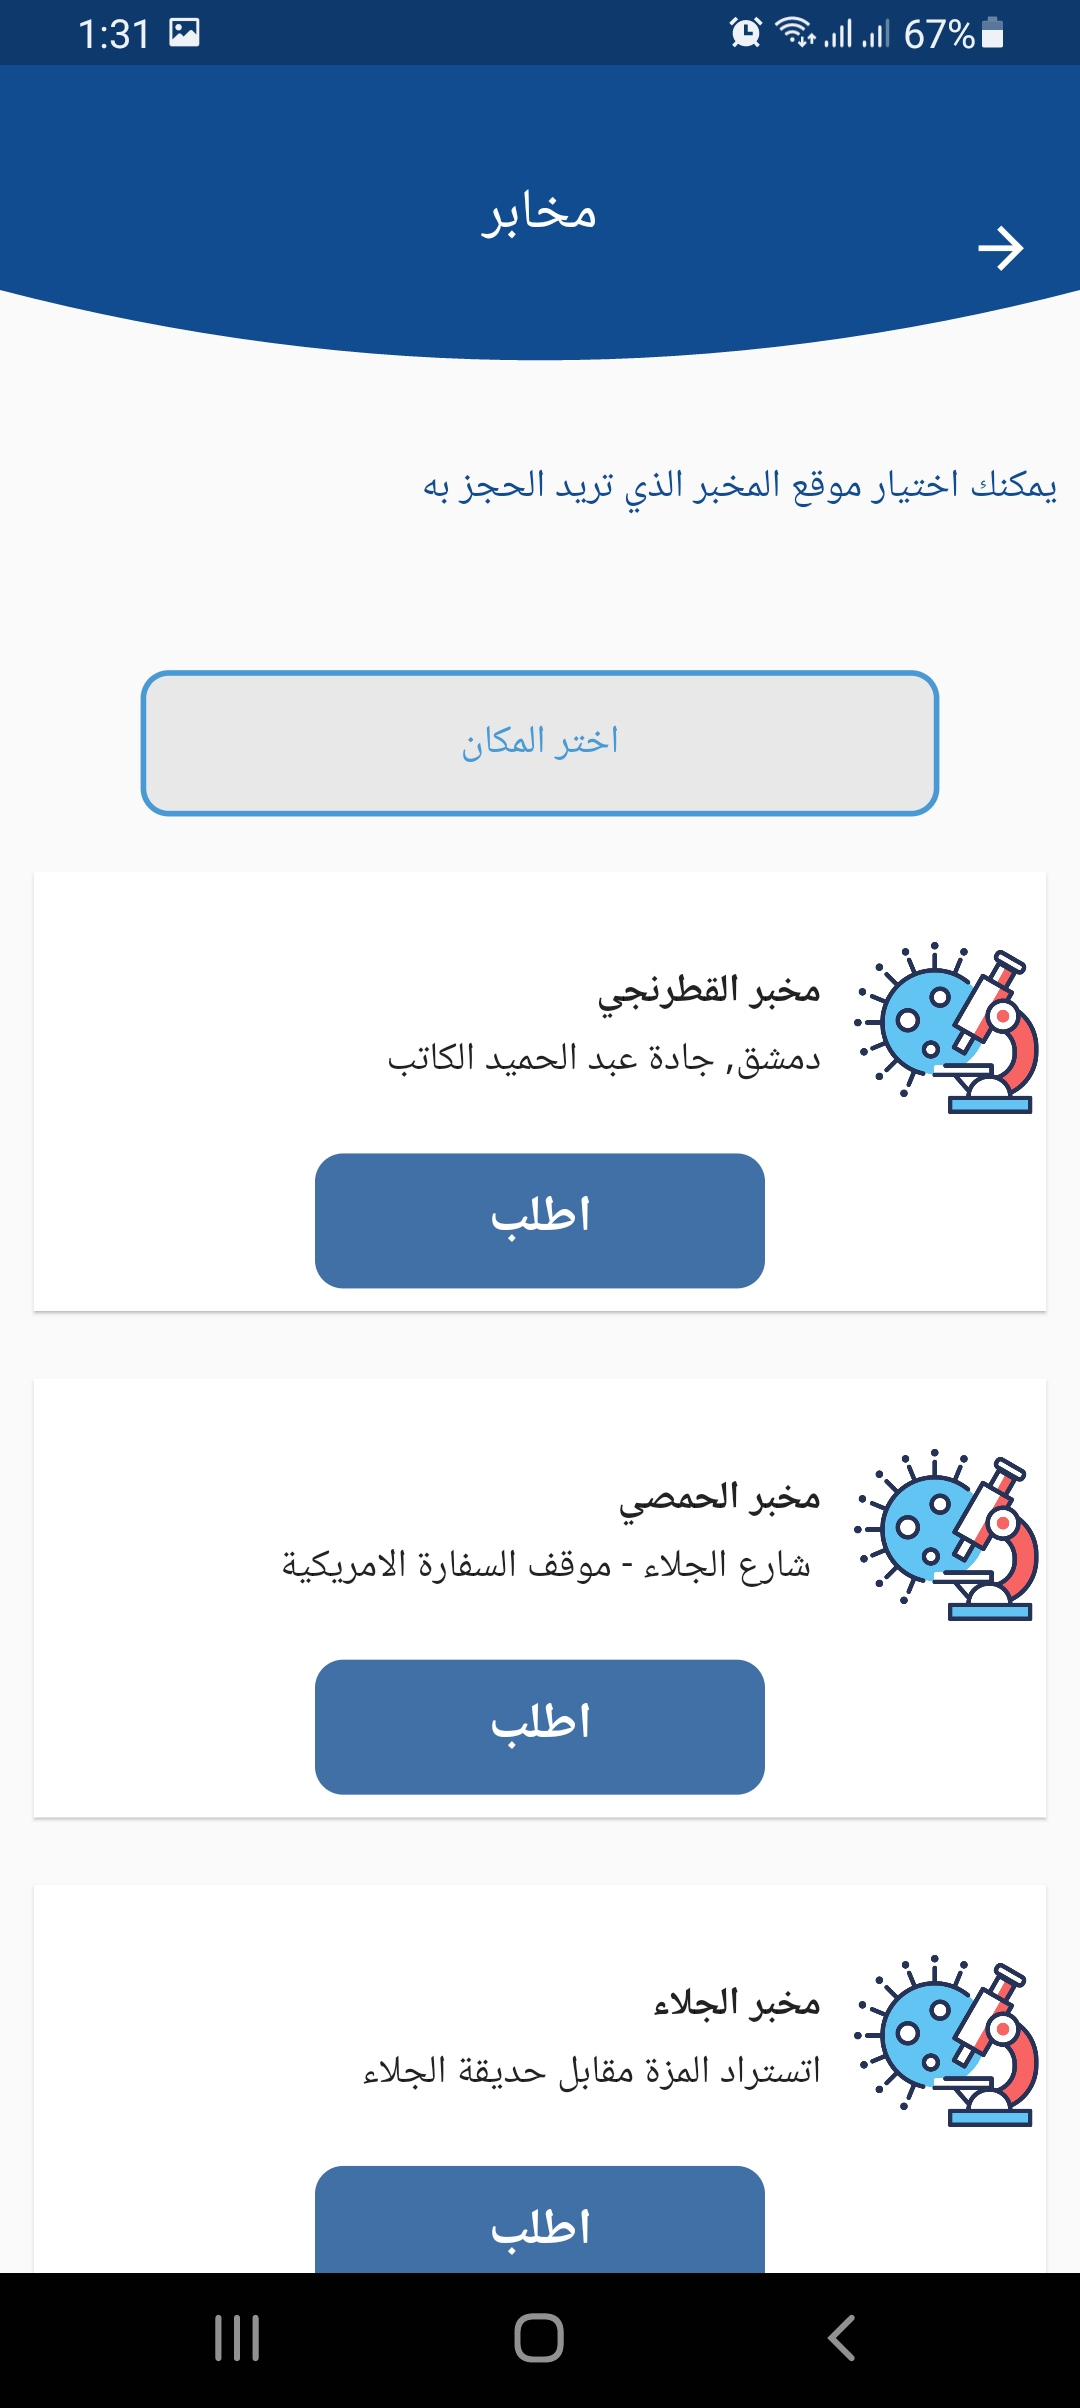 1:31
67%
مخابر
يمكنك اختيار موقع المخبر الذي تريد الحجز به
اختر المكان
مخبر القطرنجي
دمشق, جادة عبد الحميد الكاتب
اطلب
مخبر الحمصي
شارع الجلاء - موقف السفارة الامريكية
اطلب
مخبر الجلاء
اتستراد المزة مقابل حديقة الجلاء
اطلب